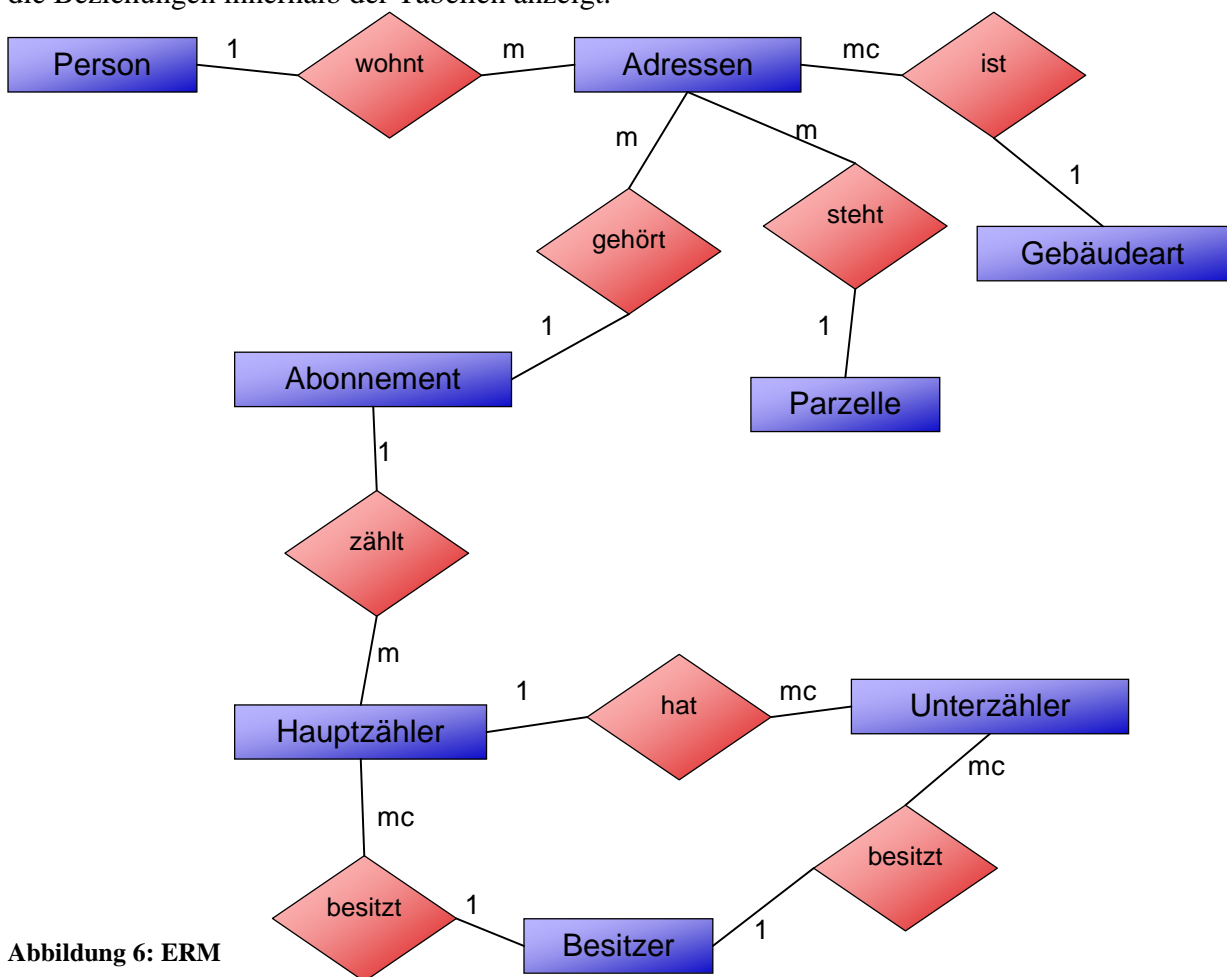 die Beziehungen innerhalb der Tabellen anzeigt.
Person 1 wohnt m Adressen mc ist
m m
1
gehört steht Gebäudeart
1 1
Abonnement Parzelle
1
zählt
m
Hauptzähler 1 hat mc Unterzähler
mc mc
besitzt
besitzt 1 Besitzer 1
Abbildung 6: ERM